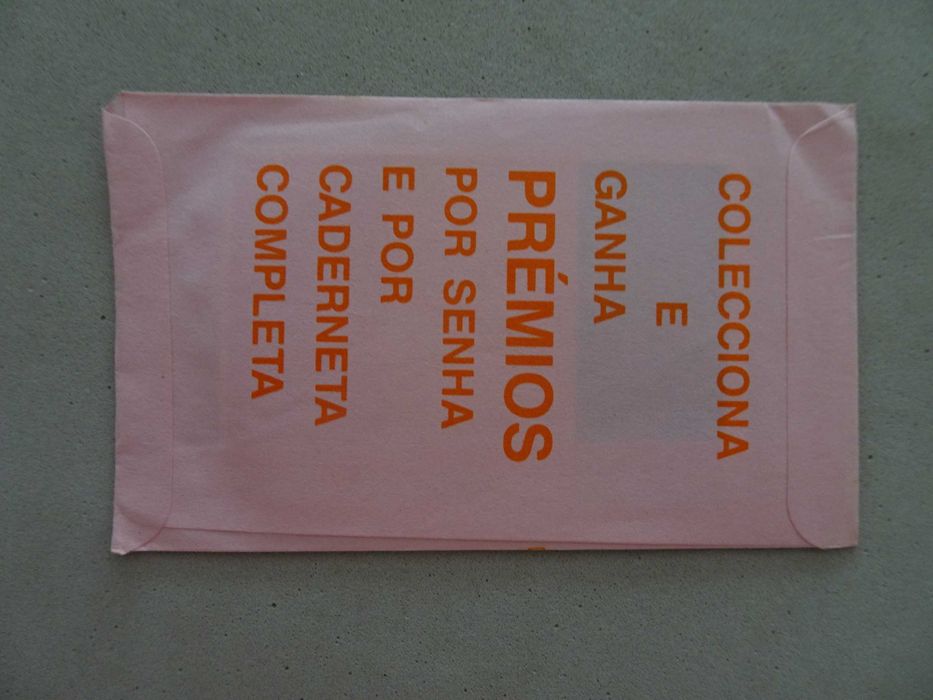 COLECCIONA
E
GANHA
PRÉMIOS
POR SENHA
E POR
CADERNETA
COMPLETA